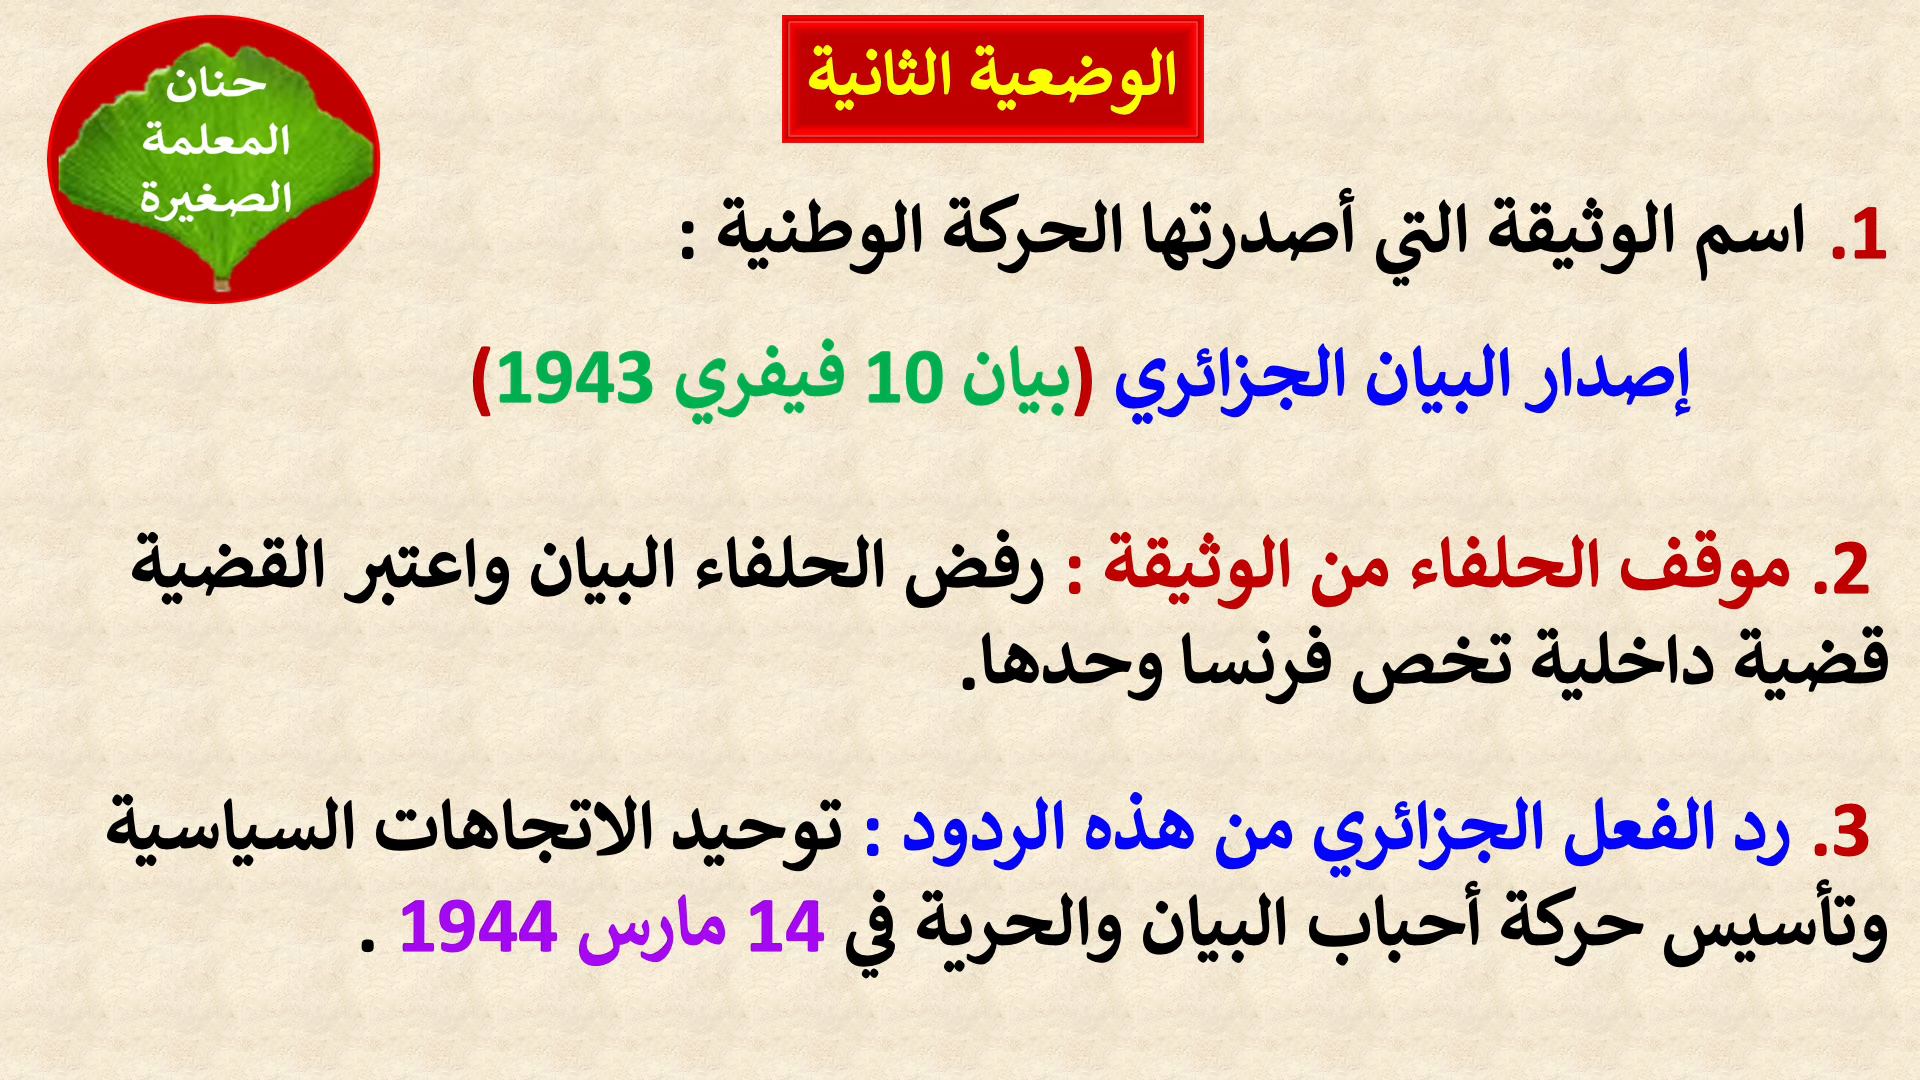 الوضعية الثانية
حنان
المعلمة
الصغيرة
1. اسم الوثيقة التي أصدرتها الحركة الوطنية :
إصدار البيان الجزائري (بيان 10 فيفري 1943)
2. موقف الحلفاء من الوثيقة : رفض الحلفاء البيان واعتبر القضية
قضية داخلية تخص فرنسا وحدها.
3. رد الفعل الجزائري من هذه الردود : توحيد الاتجاهات السياسية
وتأسيس حركة أحباب البيان والحرية في 14 مارس 1944 .